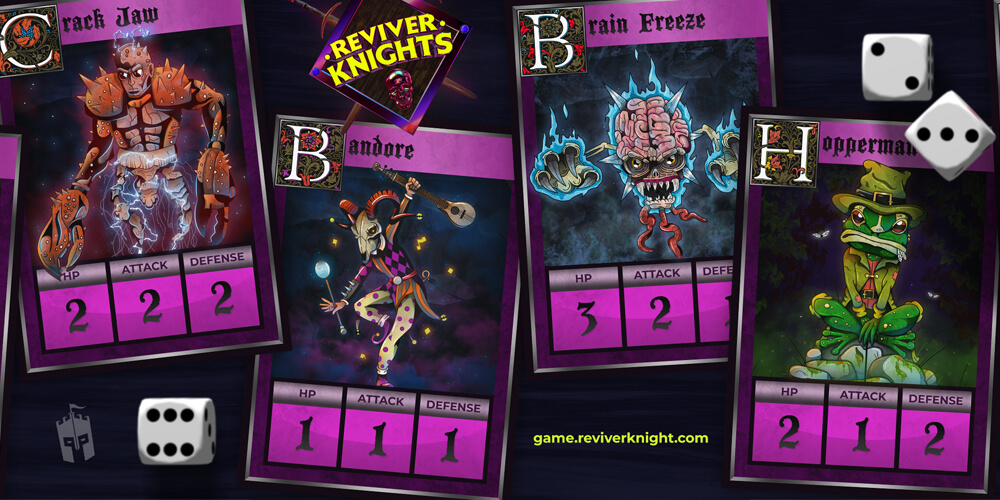 Crack Jaw
HP
ATTACK
DEFENSE
2
2
2
REVIVER
KNIGHTS
Bandore
HP
ATTACK
DEFENSE
1
1
1
Brain Freeze
HP
ATTACK
3
2
game.reviverknight.com
Hopperman
HP
ATTACK
DEFENSE
2
1
2